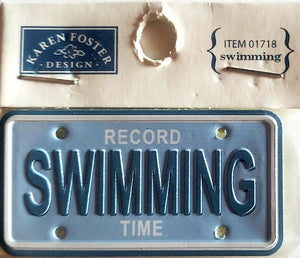 KAREN FOSTER
DESIGN
ITEM 01718
{swimming}
RECORD
SWIMMING
TIME